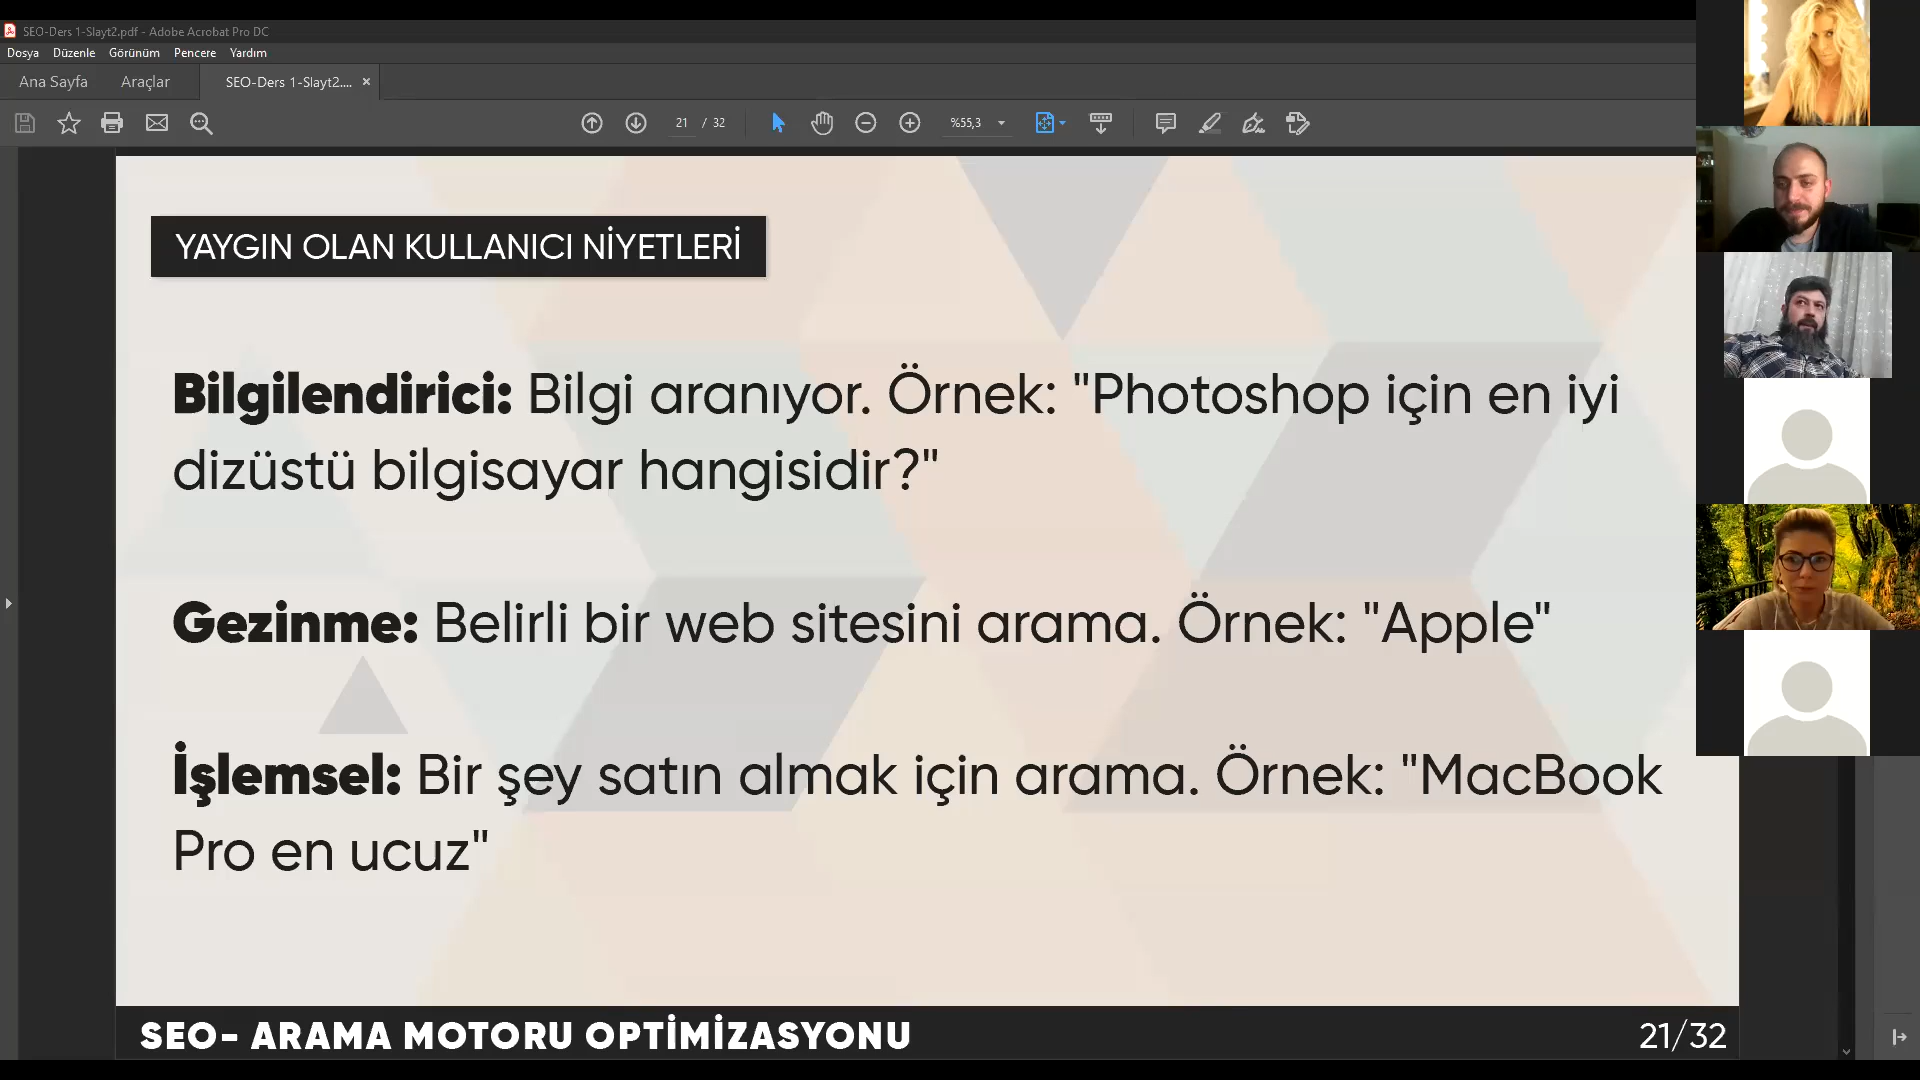 SEO-Ders 1-Slayt2.pdf - Adobe Acrobat Pro DC
Dosya Düzenle Görünüm Pencere Yardım
Ana Sayfa Araçlar SEO-Ders 1-Slayt2.... ×
21 / 32 %55,3
YAYGIN OLAN KULLANICI NİYETLERİ
Bilgilendirici: Bilgi aranıyor. Örnek: "Photoshop için en iyi
dizüstü bilgisayar hangisidir?"
Gezinme: Belirli bir web sitesini arama. Örnek: "Apple"
İşlemsel: Bir şey satın almak için arama. Örnek: "MacBook
Pro en ucuz"
SEO- ARAMA MOTORU OPTİMİZASYONU 21/32